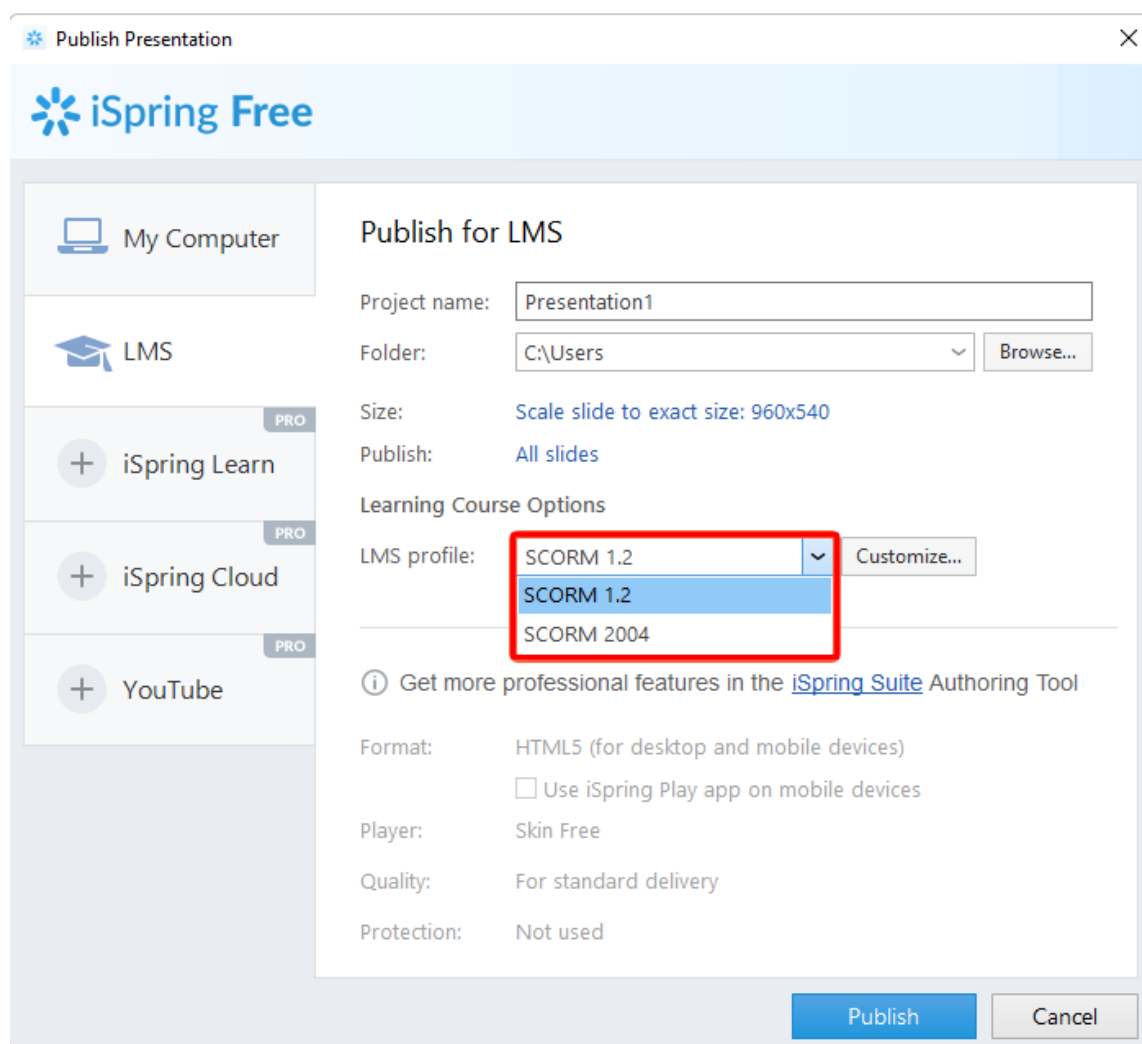 Publish Presentation
iSpring Free
My Computer
LMS
PRO
iSpring Learn
PRO
iSpring Cloud
PRO
YouTube
Publish for LMS
Project name: Presentation1
Folder: C:\Users Browse...
Size: Scale slide to exact size: 960x540
Publish: All slides
Learning Course Options
LMS profile: SCORM 1.2 Customize...
SCORM 1.2
SCORM 2004
Get more professional features in the iSpring Suite Authoring Tool
Format: HTML5 (for desktop and mobile devices)
Use iSpring Play app on mobile devices
Player: Skin Free
Quality: For standard delivery
Protection: Not used
Publish Cancel